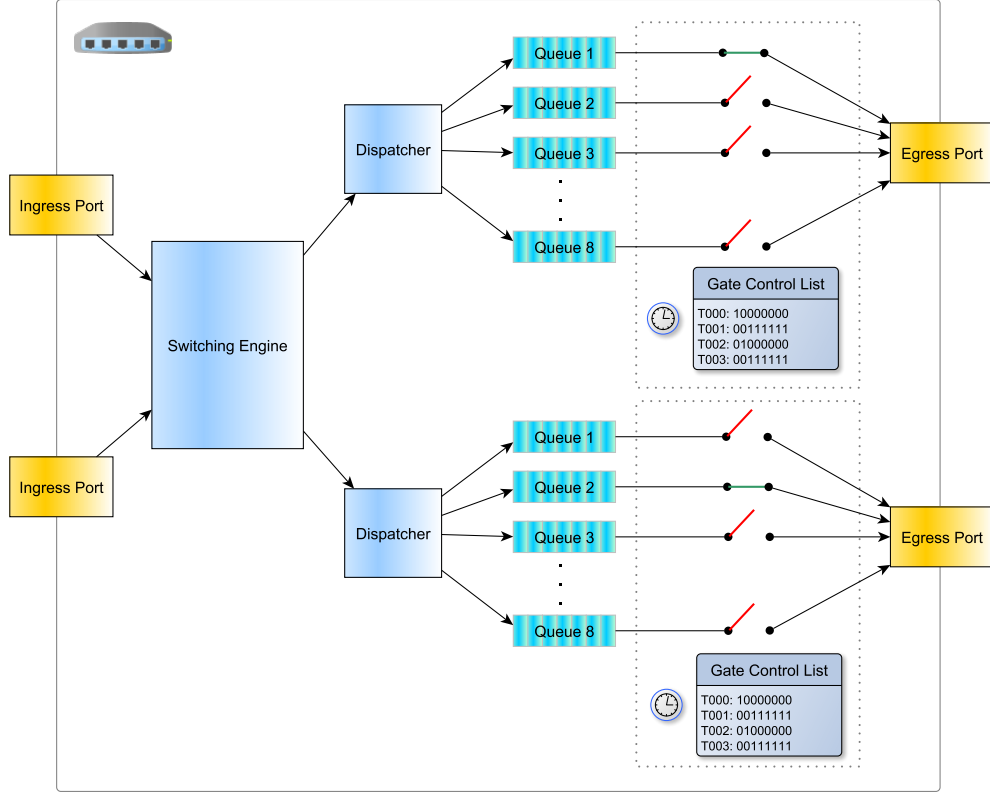 Ingress Port
Ingress Port
Switching Engine
Dispatcher
Queue 1
Queue 2
Queue 3
Queue 8
Egress Port
Gate Control List
T000: 10000000
T001: 00111111
T002: 01000000
T003: 00111111
Dispatcher
Queue 1
Queue 2
Queue 3
Queue 8
Egress Port
Gate Control List
T000: 10000000
T001: 00111111
T002: 01000000
T003: 00111111